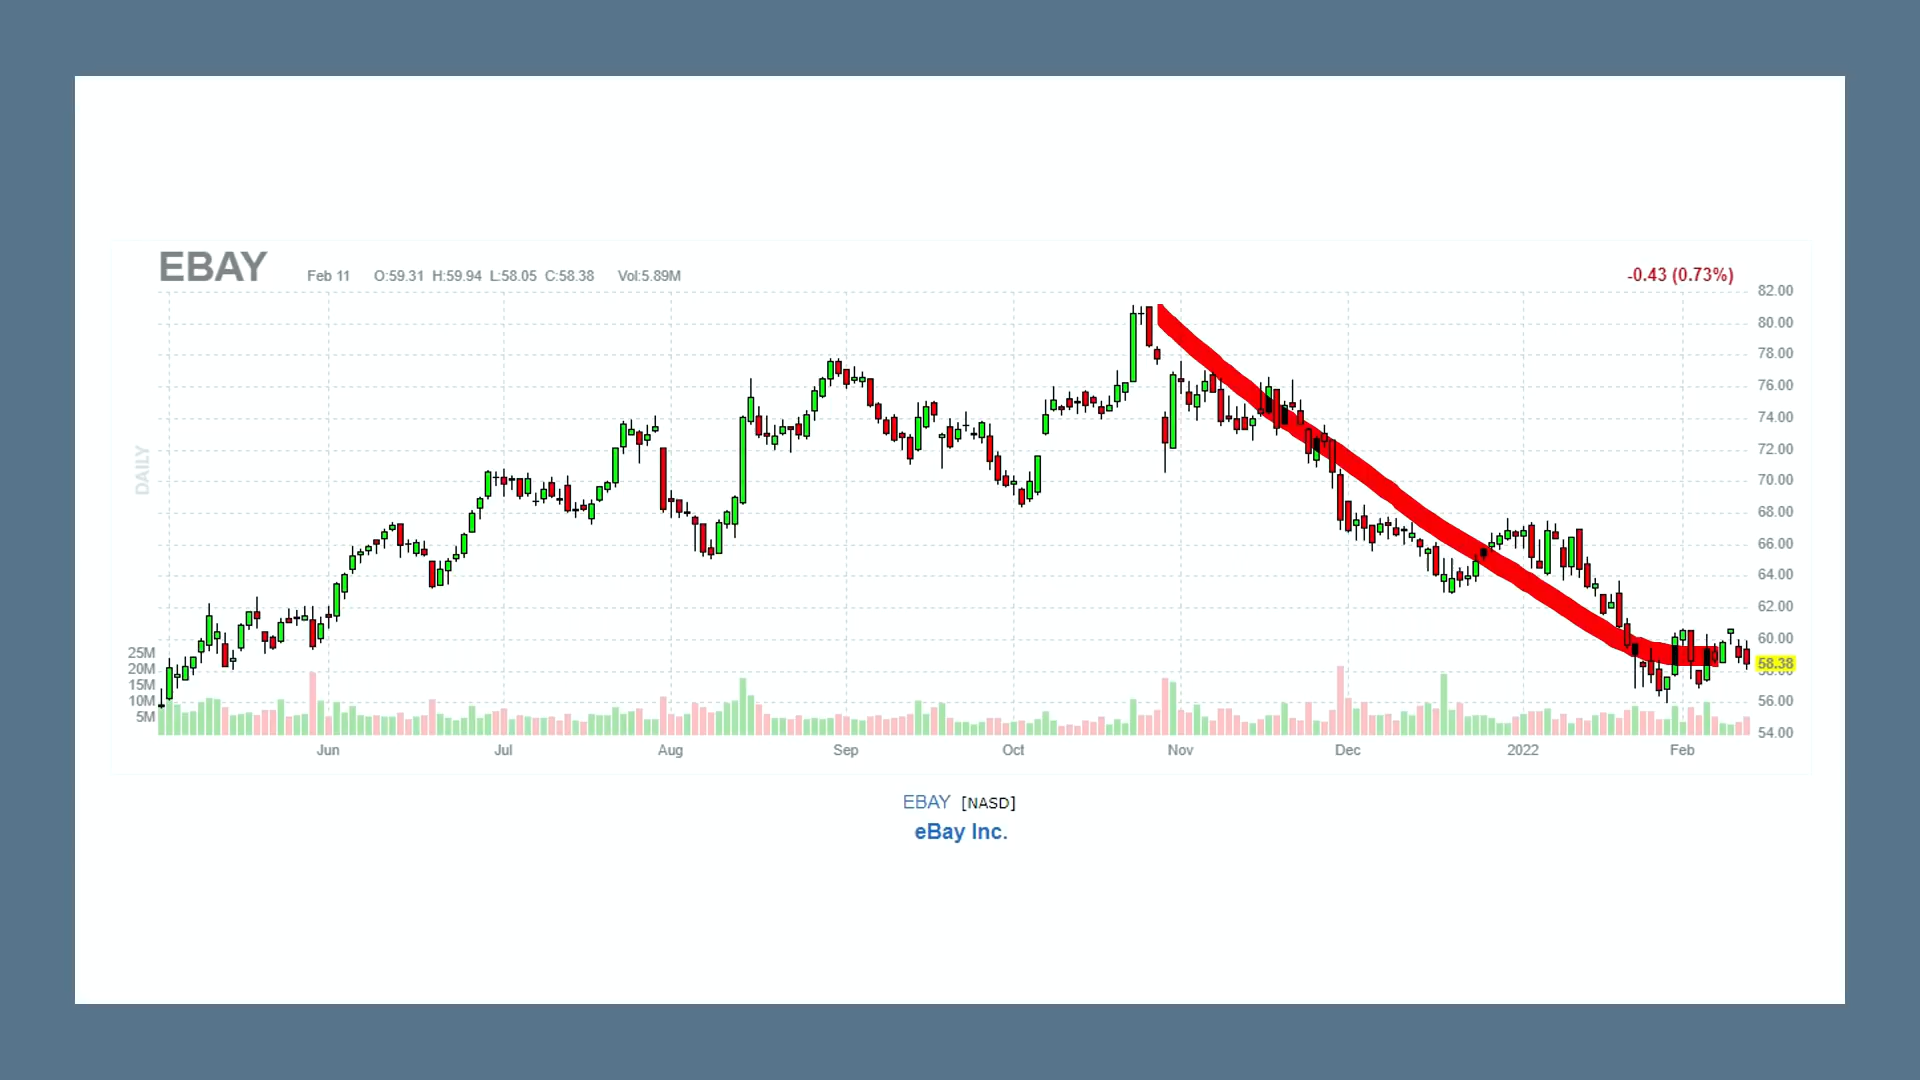 EBAY Feb 11 O:59.31 H:59.94 L:58.05 C:58.38 Vol:5.89M -0.43 (0.73%)
82.00
80.00
78.00
76.00
74.00
72.00
70.00
68.00
66.00
64.00
62.00
60.00
58.38
56.00
54.00
DAILY
25M
20M
15M
10M
5M
Jun Jul Aug Sep Oct Nov Dec 2022 Feb
EBAY [NASD]
eBay Inc.